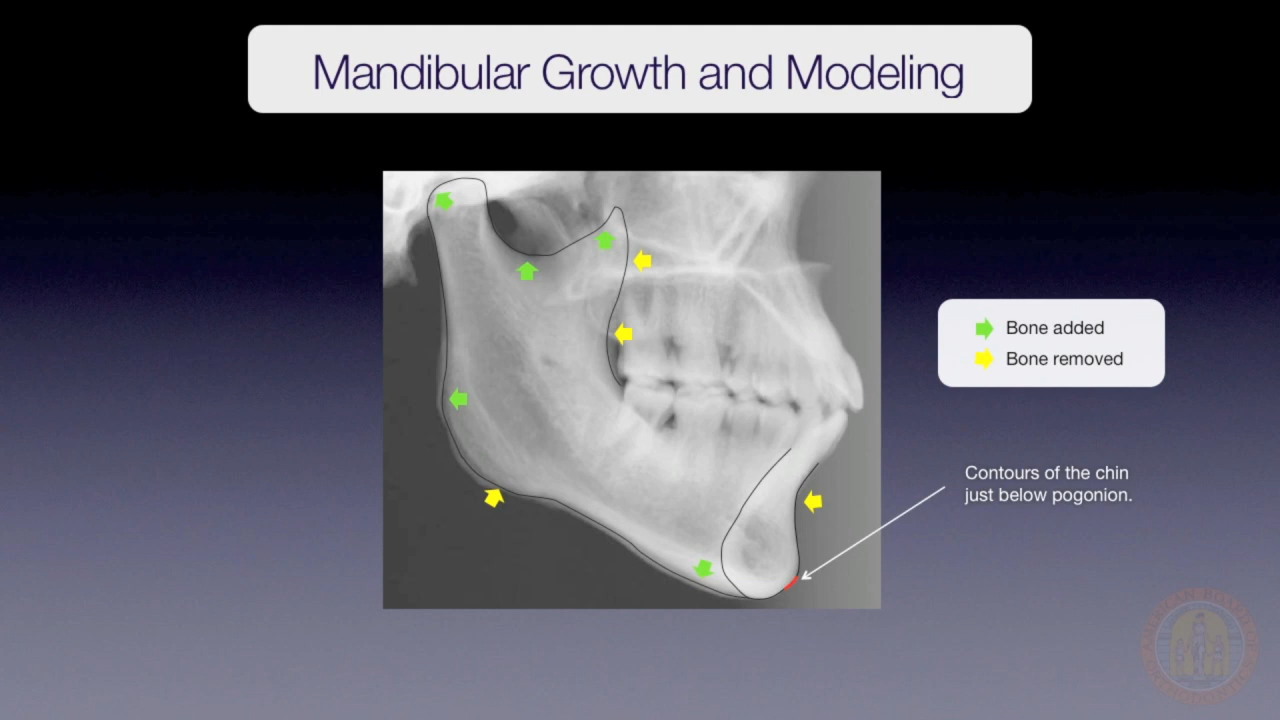 Mandibular Growth and Modeling
Bone added
Bone removed
Contours of the chin
just below pogonion.